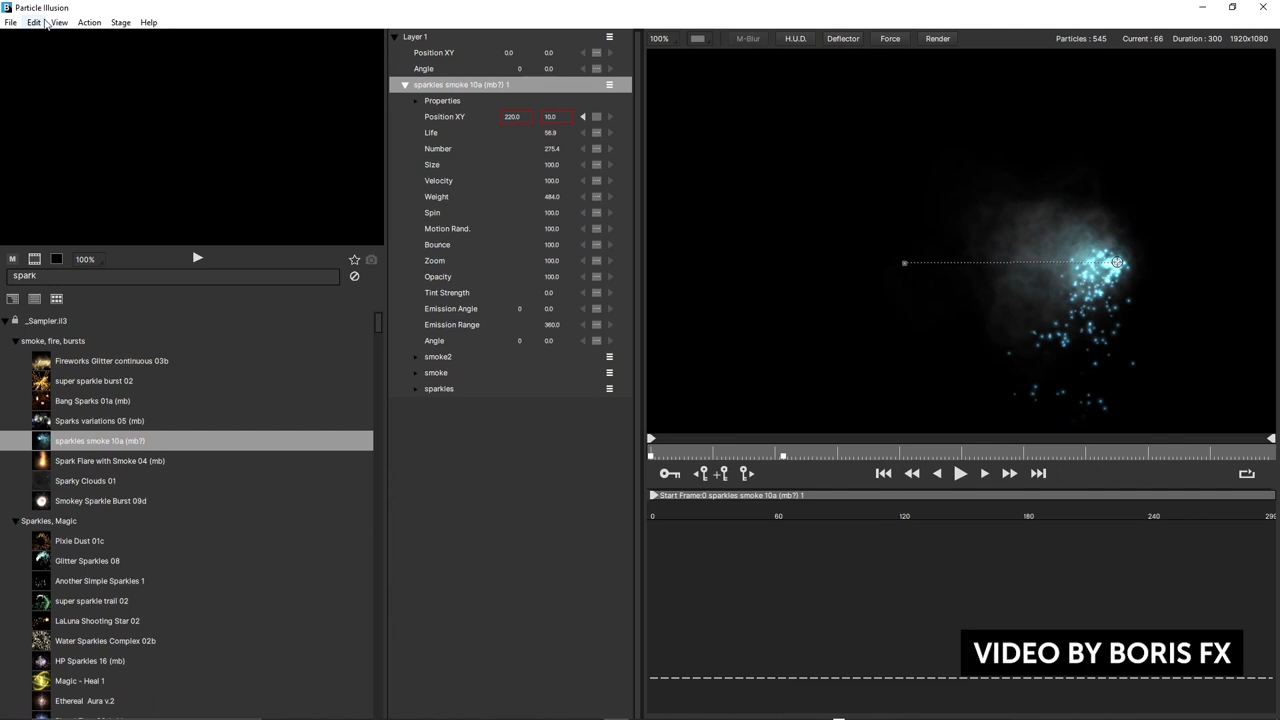 Particle Illusion
File Edit View Action Stage Help
100%
spark
_Sampler.il3
smoke, fire, bursts
Fireworks Glitter continuous 03b
super sparkle burst 02
Bang Sparks 01a (mb)
Sparks variations 05 (mb)
sparkles smoke 10a (mb?)
Spark Flare with Smoke 04 (mb)
Sparky Clouds 01
Smokey Sparkle Burst 09d
Sparkles, Magic
Pixie Dust 01c
Glitter Sparkles 08
Another Simple Sparkles 1
super sparkle trail 02
LaLuna Shooting Star 02
Water Sparkles Complex 02b
HP Sparkles 16 (mb)
Magic - Heal 1
Ethereal Aura v.2
Layer 1
Position XY 0.0 0.0
Angle 0 0.0
sparkles smoke 10a (mb?) 1
Properties
Position XY 220.0 10.0
Life 56.9
Number 275.4
Size 100.0
Velocity 100.0
Weight 484.0
Spin 100.0
Motion Rand. 100.0
Bounce 100.0
Zoom 100.0
Opacity 100.0
Tint Strength 0.0
Emission Angle 0 0.0
Emission Range 360.0
Angle 0 0.0
smoke2
smoke
sparkles
100% M-Blur H.U.D. Deflector Force Render Particles : 545 Current : 66 Duration : 300 1920x1080
Start Frame:0 sparkles smoke 10a (mb?) 1
0 60 120 180 240 295
VIDEO BY BORIS FX